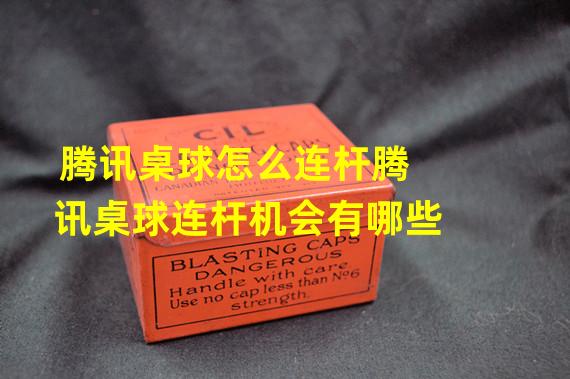 CIL
腾讯桌球怎么连杆腾
讯桌球连杆机会有哪些
BLASTING CAPS
DANGEROUS
Handle with care
Use no cap less than №6
strength.